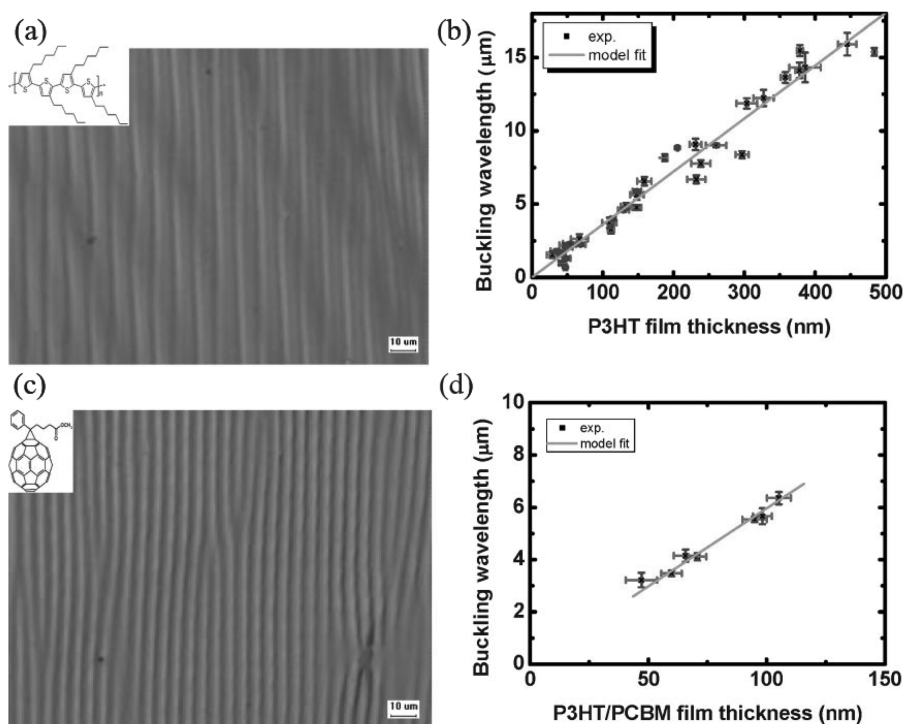 (a)
n
S
S
S
S
10 um
(b)
exp.
model fit
Buckling wavelength (μm)
15
10
5
0
0 100 200 300 400 500
P3HT film thickness (nm)
(c)
O
OCH₃
10 um
(d)
exp.
model fit
Buckling wavelength (μm)
10
8
6
4
2
0
0 50 100 150
P3HT/PCBM film thickness (nm)